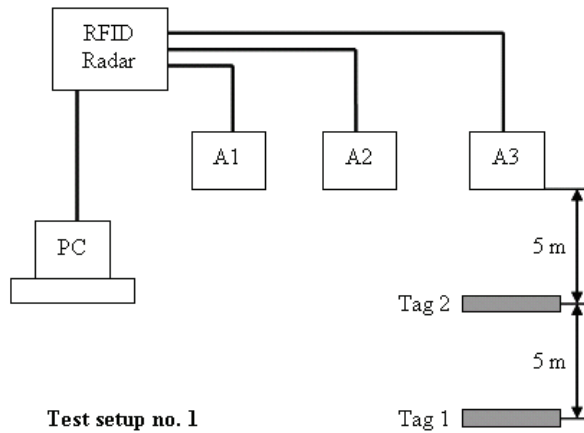 RFID
Radar
A1
A2
A3
PC
5 m
Tag 2
5 m
Test setup no. 1
Tag 1